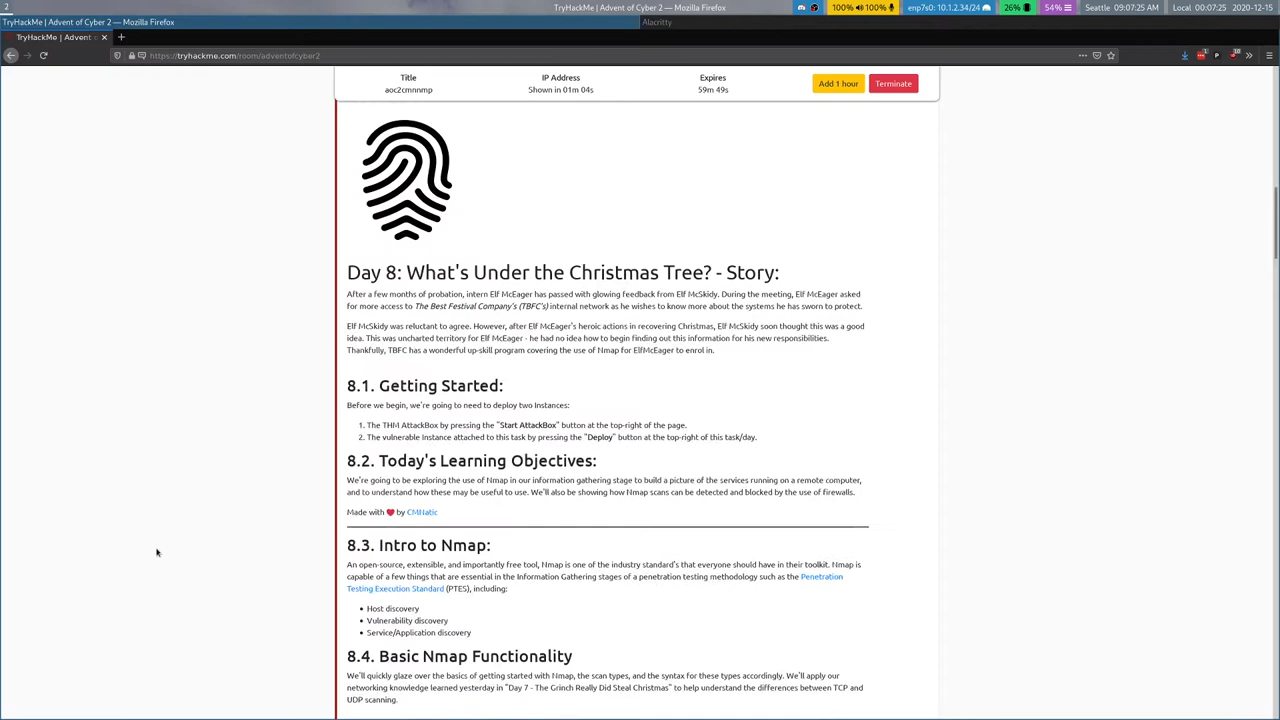 2
TryHackMe | Advent of Cyber 2 — Mozilla Firefox
100% 100% enp7s0: 10.1.2.34/24 26% 54% Seattle 09:07:25 AM Local: 09:07:25 2020-12-15
TryHackMe | Advent of Cyber 2 — Mozilla Firefox
Alacritty
TryHackMe | Advent
https://tryhackme.com/room/adventofcyber2
Title
IP Address
Expires
aoc2cmnnmp
Shown in 01m 04s
59m 49s
Add 1 hour
Terminate
Day 8: What's Under the Christmas Tree? - Story:
After a few months of probation, intern Elf McEager has passed with glowing feedback from Elf McSkidy. During the meeting, Elf McEager asked
for more access to The Best Festival Company's (TBFC's) internal network as he wishes to know more about the systems he has sworn to protect.
Elf McSkidy was reluctant to agree. However, after Elf McEager's heroic actions in recovering Christmas, Elf McSkidy soon thought this was a good
idea. This was uncharted territory for Elf McEager - he had no idea how to begin finding out this information for his new responsibilities.
Thankfully, TBFC has a wonderful up-skill program covering the use of Nmap for ElfMcEager to enrol in.
8.1. Getting Started:
Before we begin, we're going to need to deploy two Instances:
1. The THM AttackBox by pressing the "Start AttackBox" button at the top-right of the page.
2. The vulnerable Instance attached to this task by pressing the "Deploy" button at the top-right of this task/day.
8.2. Today's Learning Objectives:
We're going to be exploring the use of Nmap in our information gathering stage to build a picture of the services running on a remote computer,
and to understand how these may be useful to use. We'll also be showing how Nmap scans can be detected and blocked by the use of firewalls.
Made with ❤ by CMNatic
8.3. Intro to Nmap:
An open-source, extensible, and importantly free tool, Nmap is one of the industry standard's that everyone should have in their toolkit. Nmap is
capable of a few things that are essential in the Information Gathering stages of a penetration testing methodology such as the Penetration
Testing Execution Standard (PTES), including:
• Host discovery
• Vulnerability discovery
• Service/Application discovery
8.4. Basic Nmap Functionality
We'll quickly glaze over the basics of getting started with Nmap, the scan types, and the syntax for these types accordingly. We'll apply our
networking knowledge learned yesterday in "Day 7 - The Grinch Really Did Steal Christmas" to help understand the differences between TCP and
UDP scanning.